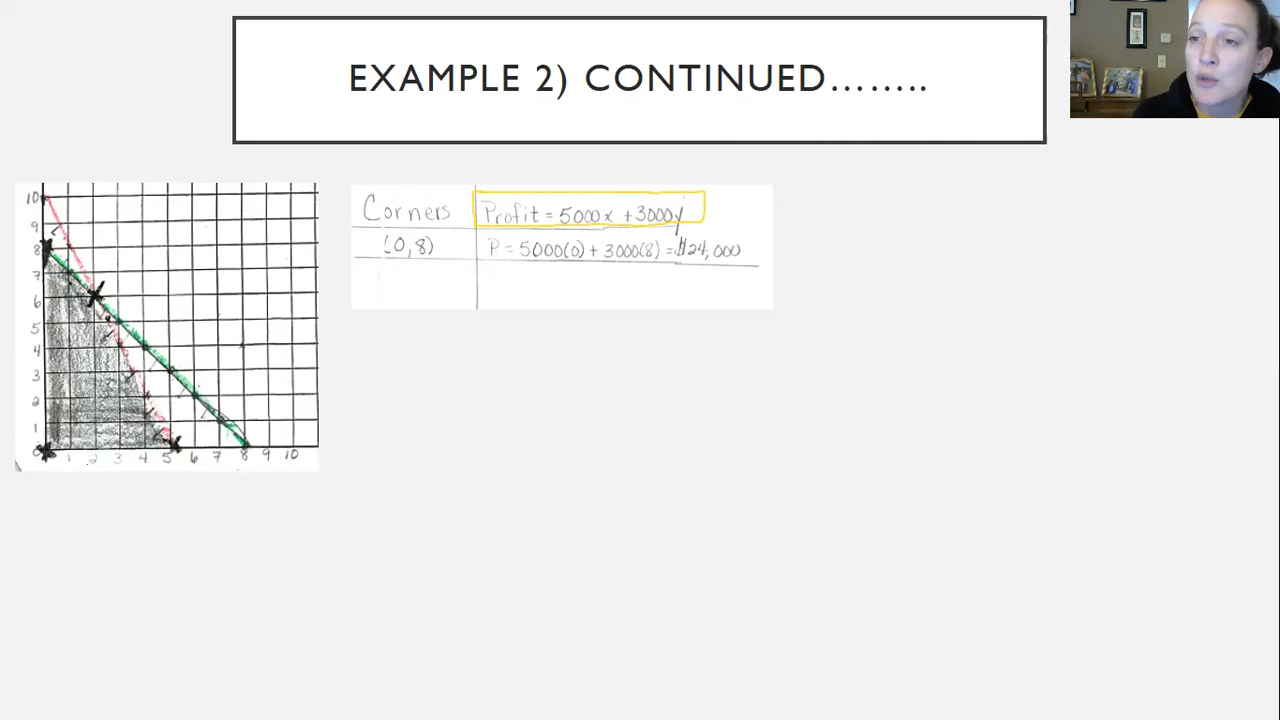 EXAMPLE 2) CONTINUED……..
Corners Profit = 5000x + 3000y
(0,8) P = 5000(0) + 3000(8) = $24,000
10
9
8
7
6
5
4
3
2
1
0 1 2 3 4 5 6 7 8 9 10